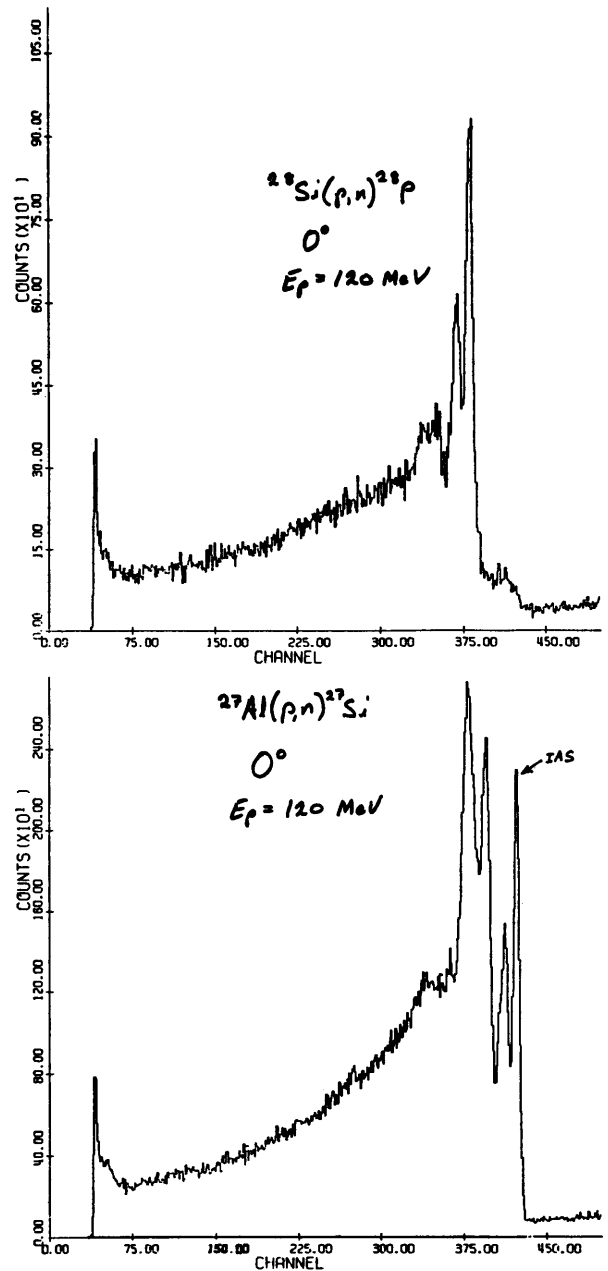 105.00
90.00
75.00
60.00
45.00
30.00
15.00
0.00
COUNTS (X10¹)
²⁸Si(p,n)²⁸P
0°
Eₚ = 120 MeV
0.00 75.00 150.00 225.00 300.00 375.00 450.00
CHANNEL
240.00
200.00
160.00
120.00
80.00
40.00
0.00
COUNTS (X10¹)
²⁷Al(p,n)²⁷Si
0°
Eₚ = 120 MeV
IAS
0.00 75.00 150.00 225.00 300.00 375.00 450.00
CHANNEL